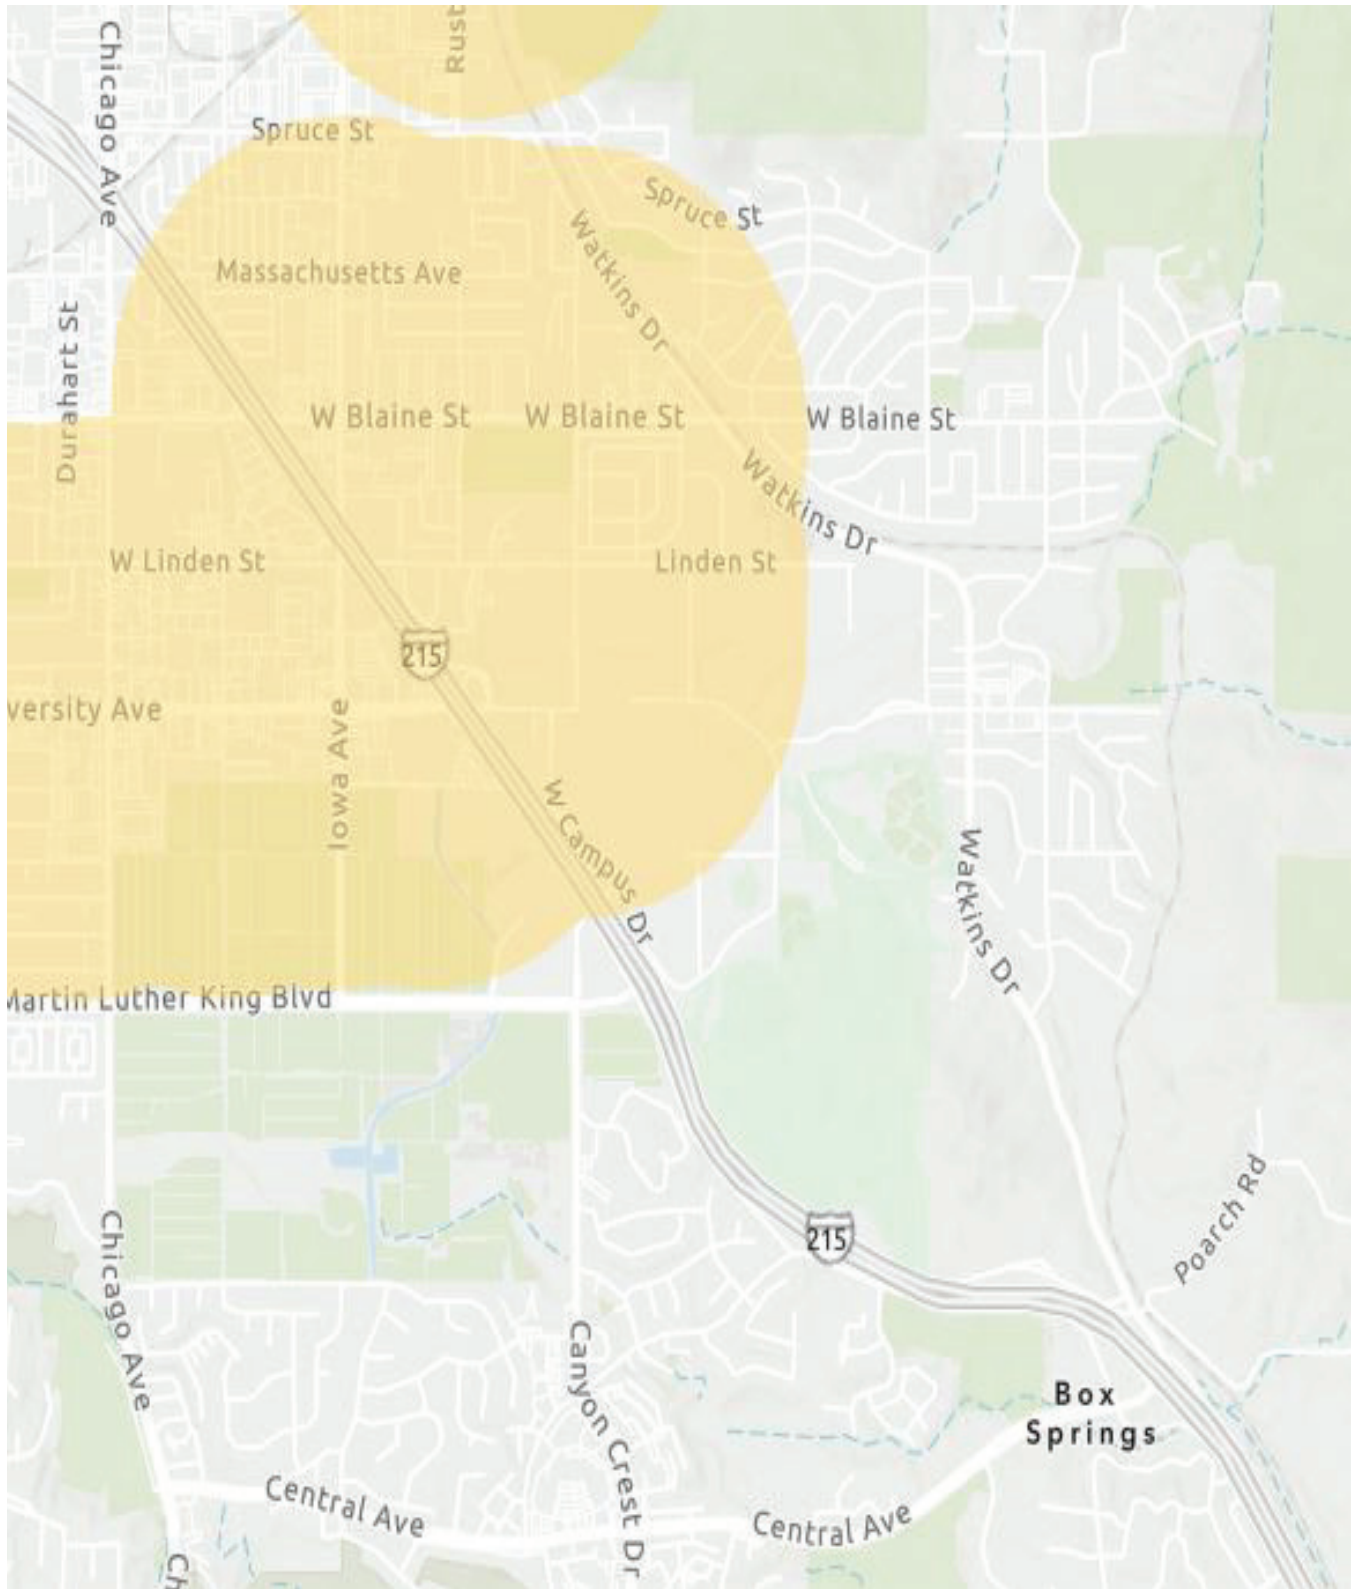 Chicago Ave
Rust
Spruce St
Spruce St
Watkins Dr
Massachusetts Ave
Durahart St
W Blaine St
W Blaine St
W Blaine St
Watkins Dr
W Linden St
Linden St
215
versity Ave
Iowa Ave
W Campus Dr
Watkins Dr
Martin Luther King Blvd
Poarch Rd
215
Chicago Ave
Canyon Crest Dr
Box
Springs
Central Ave
Central Ave
Ch